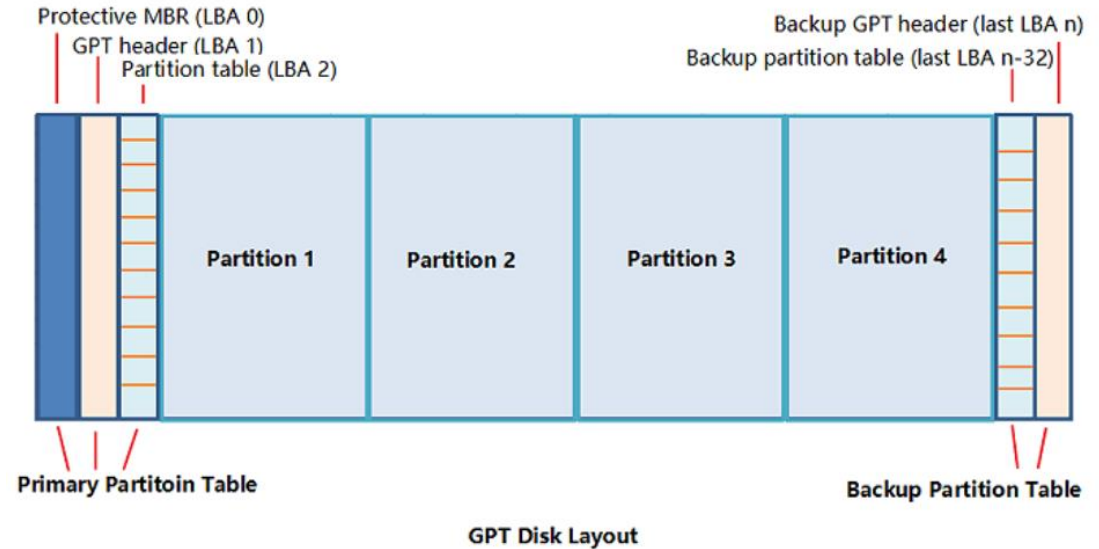 Protective MBR (LBA 0)
GPT header (LBA 1)
Partition table (LBA 2)
Backup GPT header (last LBA n)
Backup partition table (last LBA n-32)
Partition 1
Partition 2
Partition 3
Partition 4
Primary Partitoin Table
Backup Partition Table
GPT Disk Layout